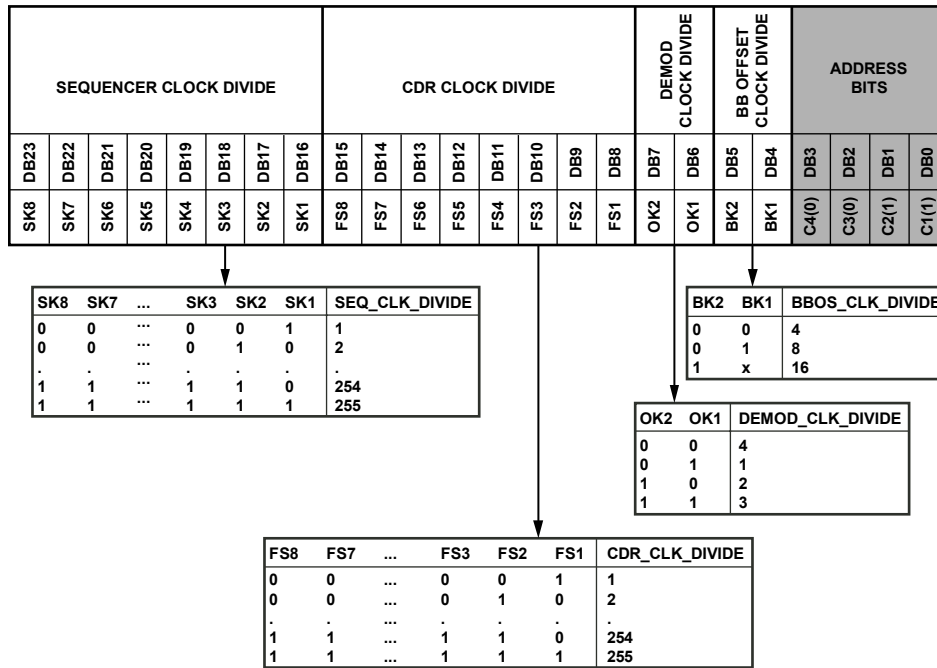 SEQUENCER CLOCK DIVIDE
CDR CLOCK DIVIDE
DEMOD
CLOCK DIVIDE
BB OFFSET
CLOCK DIVIDE
ADDRESS
BITS
DB23 DB22 DB21 DB20 DB19 DB18 DB17 DB16 DB15 DB14 DB13 DB12 DB11 DB10 DB9 DB8 DB7 DB6 DB5 DB4 DB3 DB2 DB1 DB0
SK8 SK7 SK6 SK5 SK4 SK3 SK2 SK1 FS8 FS7 FS6 FS5 FS4 FS3 FS2 FS1 OK2 OK1 BK2 BK1 C4(0) C3(0) C2(1) C1(1)
SK8 SK7 ... SK3 SK2 SK1 SEQ_CLK_DIVIDE
0 0 ... 0 0 1 1
0 0 ... 0 1 0 2
. . ... . . . .
1 1 ... 1 1 0 254
1 1 ... 1 1 1 255
BK2 BK1 BBOS_CLK_DIVIDE
0 0 4
0 1 8
1 x 16
OK2 OK1 DEMOD_CLK_DIVIDE
0 0 4
0 1 1
1 0 2
1 1 3
FS8 FS7 ... FS3 FS2 FS1 CDR_CLK_DIVIDE
0 0 ... 0 0 1 1
0 0 ... 0 1 0 2
. . ... . . . .
1 1 ... 1 1 0 254
1 1 ... 1 1 1 255